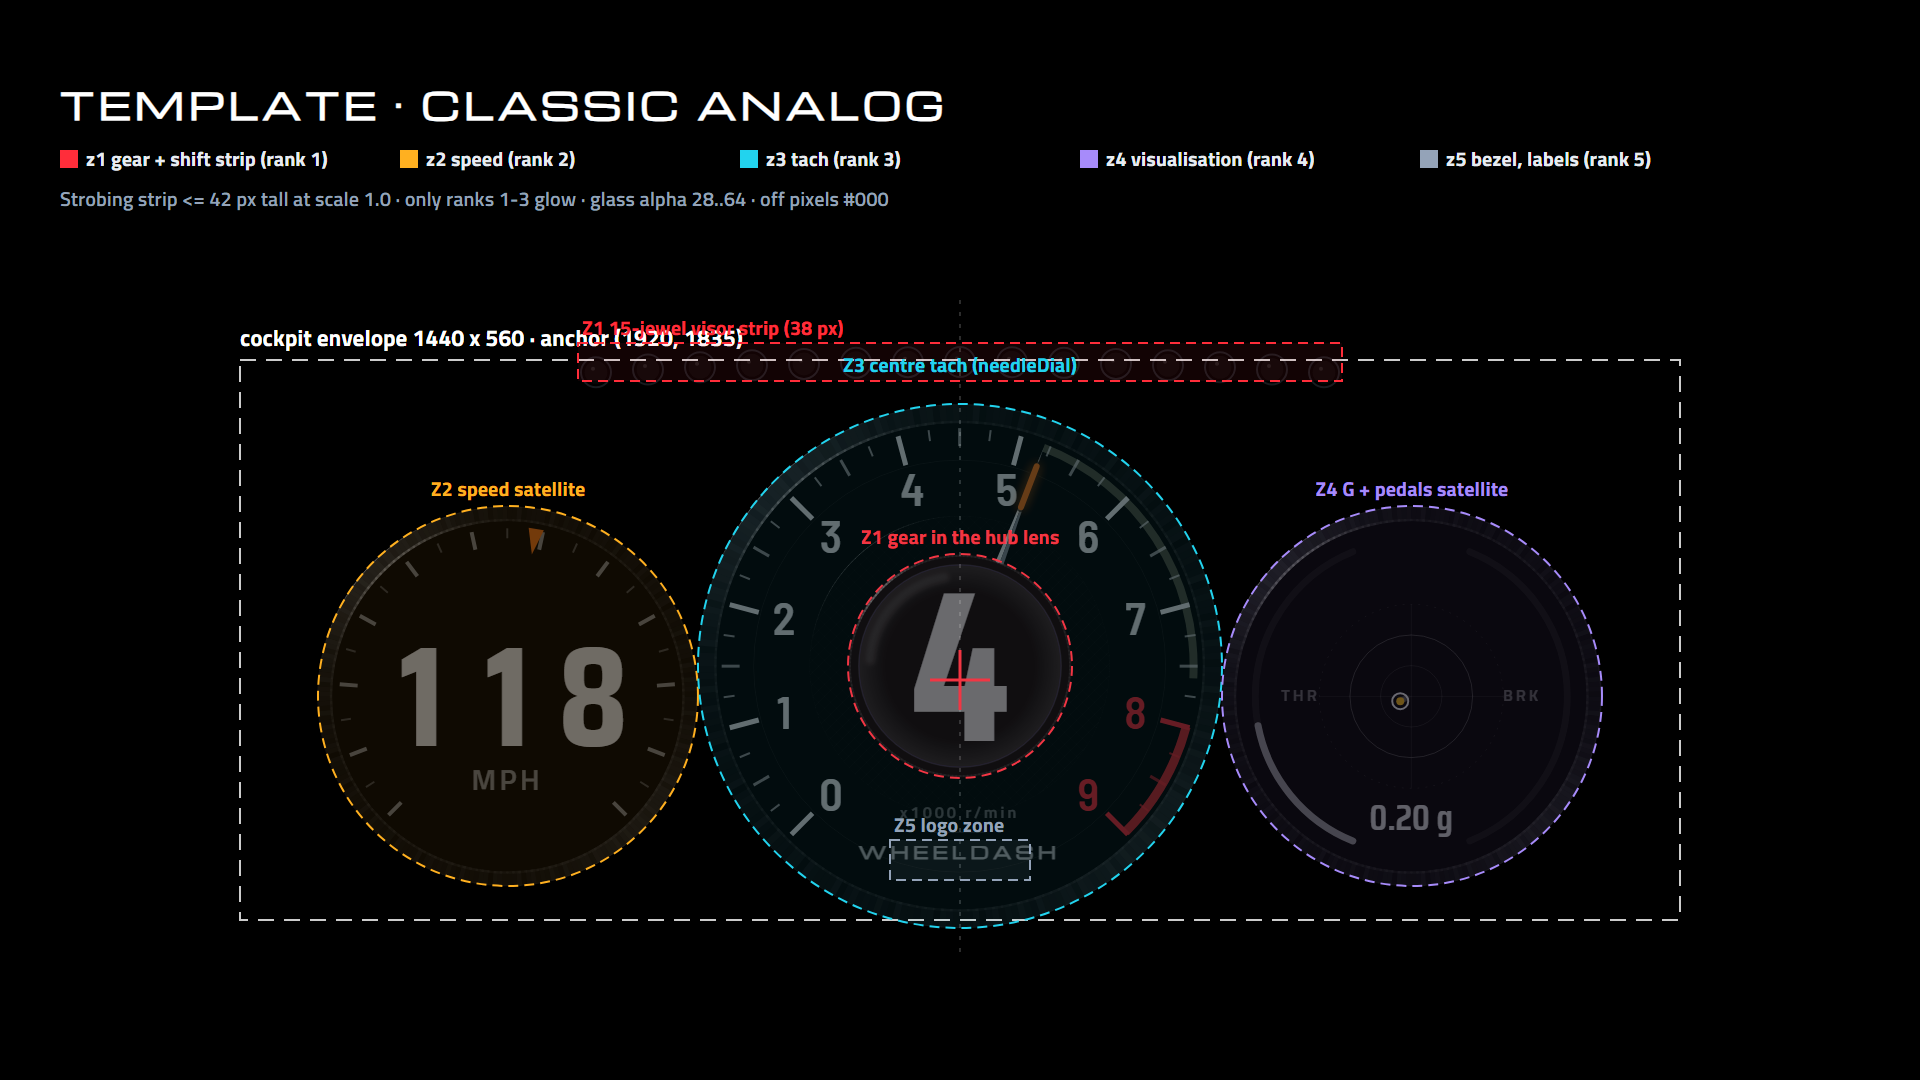 TEMPLATE · CLASSIC ANALOG
z1 gear + shift strip (rank 1)
z2 speed (rank 2)
z3 tach (rank 3)
z4 visualisation (rank 4)
z5 bezel, labels (rank 5)
Strobing strip <= 42 px tall at scale 1.0 · only ranks 1-3 glow · glass alpha 28..64 · off pixels #000
Z1 15-jewel visor strip (38 px)
cockpit envelope 1440 x 560 · anchor (1920, 1835)
Z3 centre tach (needleDial)
Z2 speed satellite
Z4 G + pedals satellite
4
5
3
6
Z1 gear in the hub lens
2
7
4
118
MPH
1
8
THR
BRK
0
9
x1000 r/min
0.20 g
Z5 logo zone
WHEELDASH